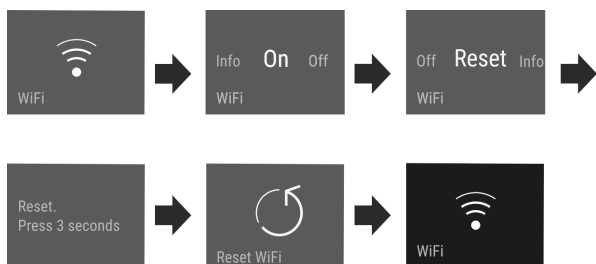 WiFi
Info On Off
WiFi
Off Reset Info
WiFi
Reset.
Press 3 seconds
Reset WiFi
WiFi